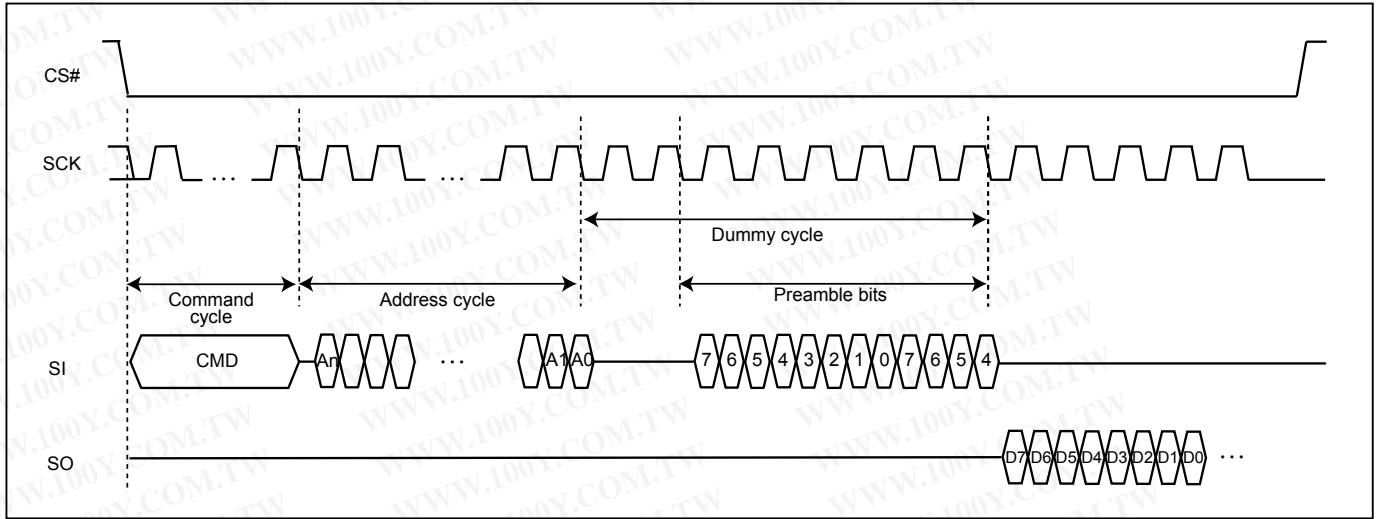 CS#
SCK
... ...
Dummy cycle
Command cycle
Address cycle
Preamble bits
SI
CMD
An
...
A1 A0
7 6 5 4 3 2 1 0 7 6 5 4
SO
D7 D6 D5 D4 D3 D2 D1 D0 ...
WWW.100Y.COM.TW